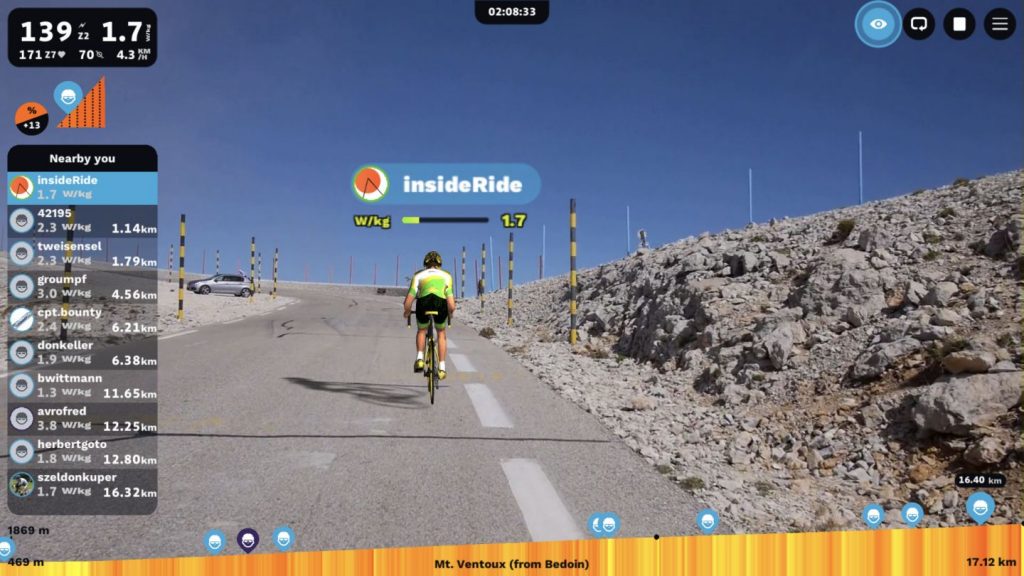 02:08:33
139 Z2 1.7
171 Z7 70 4.3 KM/H
%
+13
Nearby you
insideRide
1.7 W/kg
42195
2.3 W/kg 1.14km
tweisensel
2.3 W/kg 1.79km
groumpf
3.0 W/kg 4.56km
cpt.bounty
2.4 W/kg 6.21km
donkeller
1.9 W/kg 6.38km
bwittmann
1.3 W/kg 11.65km
avrofred
3.8 W/kg 12.25km
herbertgoto
1.8 W/kg 12.80km
szeldonkuper
1.7 W/kg 16.32km
insideRide
W/kg 1.7
16.40 km
1869 m
469 m
Mt. Ventoux (from Bedoin)
17.12 km